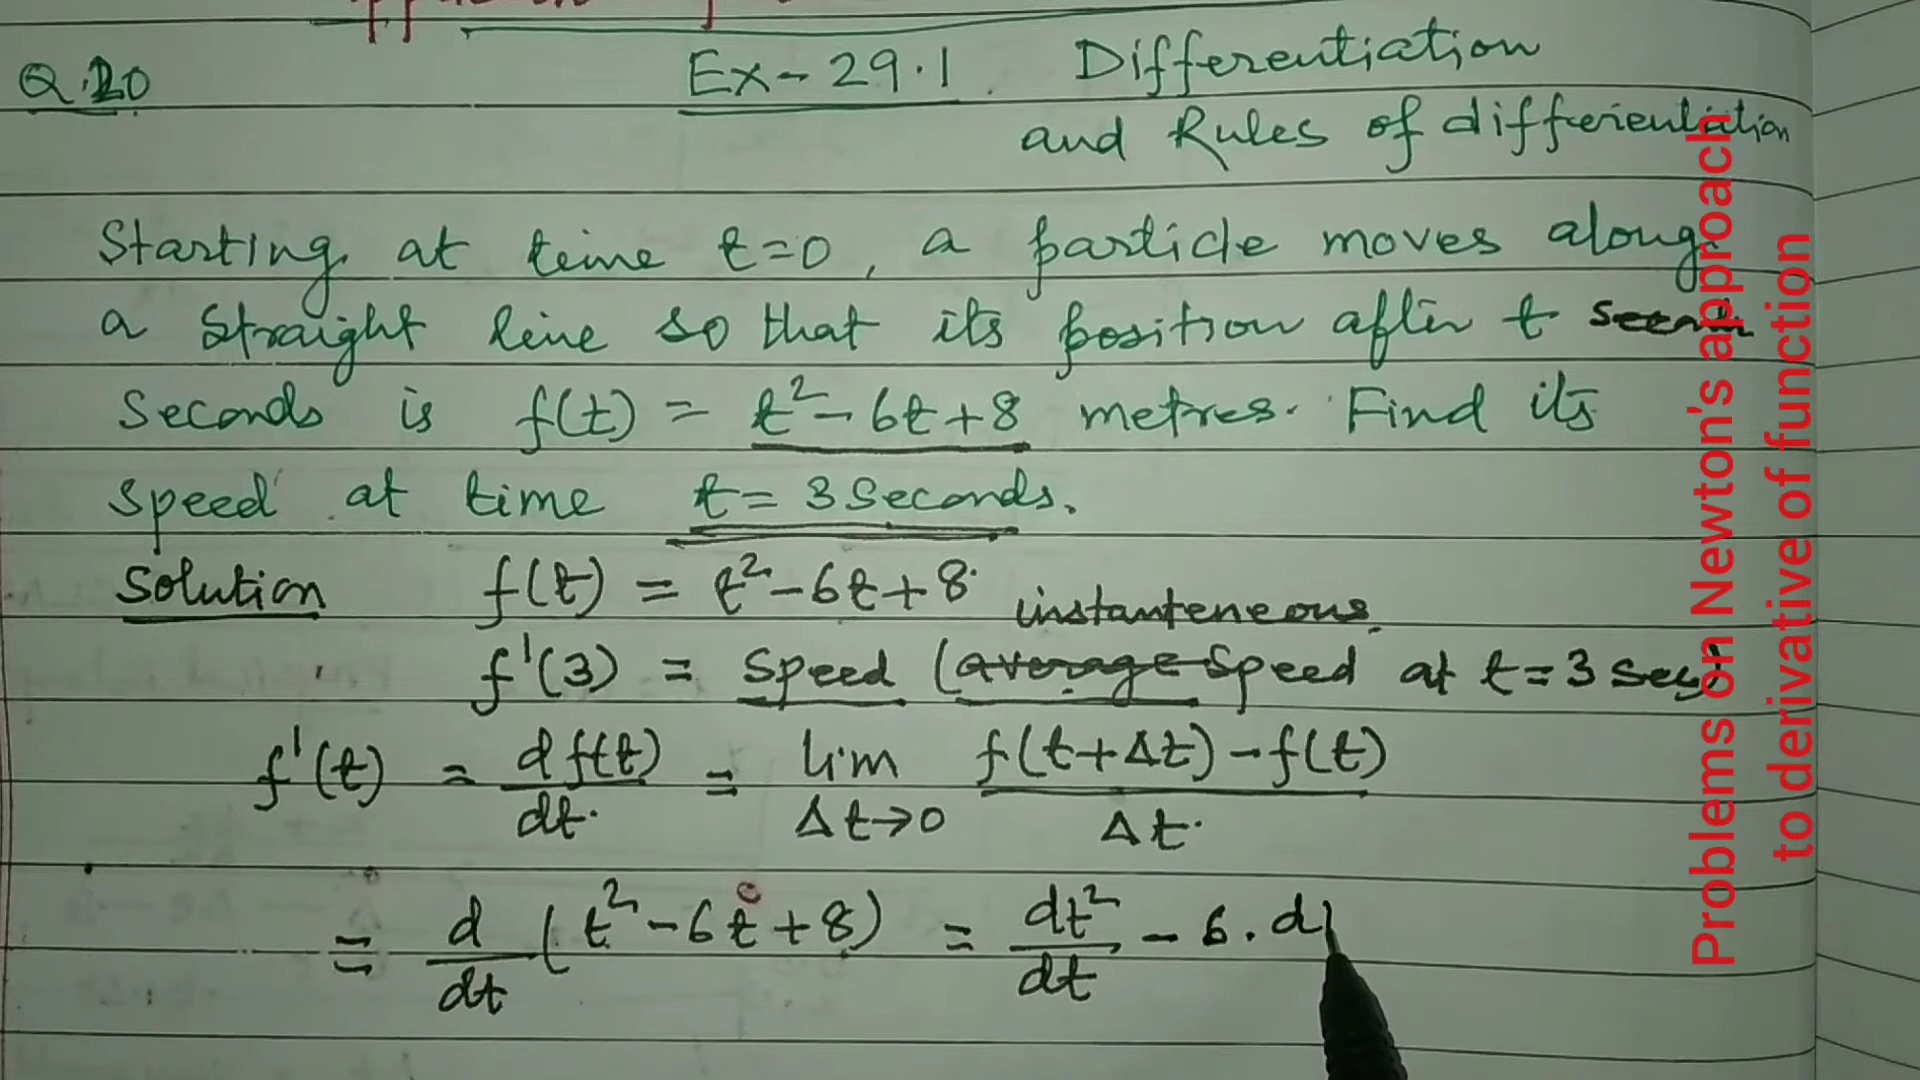 Q.20
Ex-29.1 Differentiation
and Rules of differentiation
Starting at time t=0, a particle moves along
a straight line so that its position after t
seconds is f(t) = t²-6t+8 metres. Find its
speed at time t= 3 seconds.
Solution f(t) = t²-6t+8
instanteneous
f'(3) = speed (average speed at t=3 sec)
f'(t) = df(t)/dt. = lim Δt→0 f(t+Δt)-f(t)/Δt.
= d/dt (t²-6t+8) = dt²/dt - 6.d
Problems on Newton's approach
to derivative of function